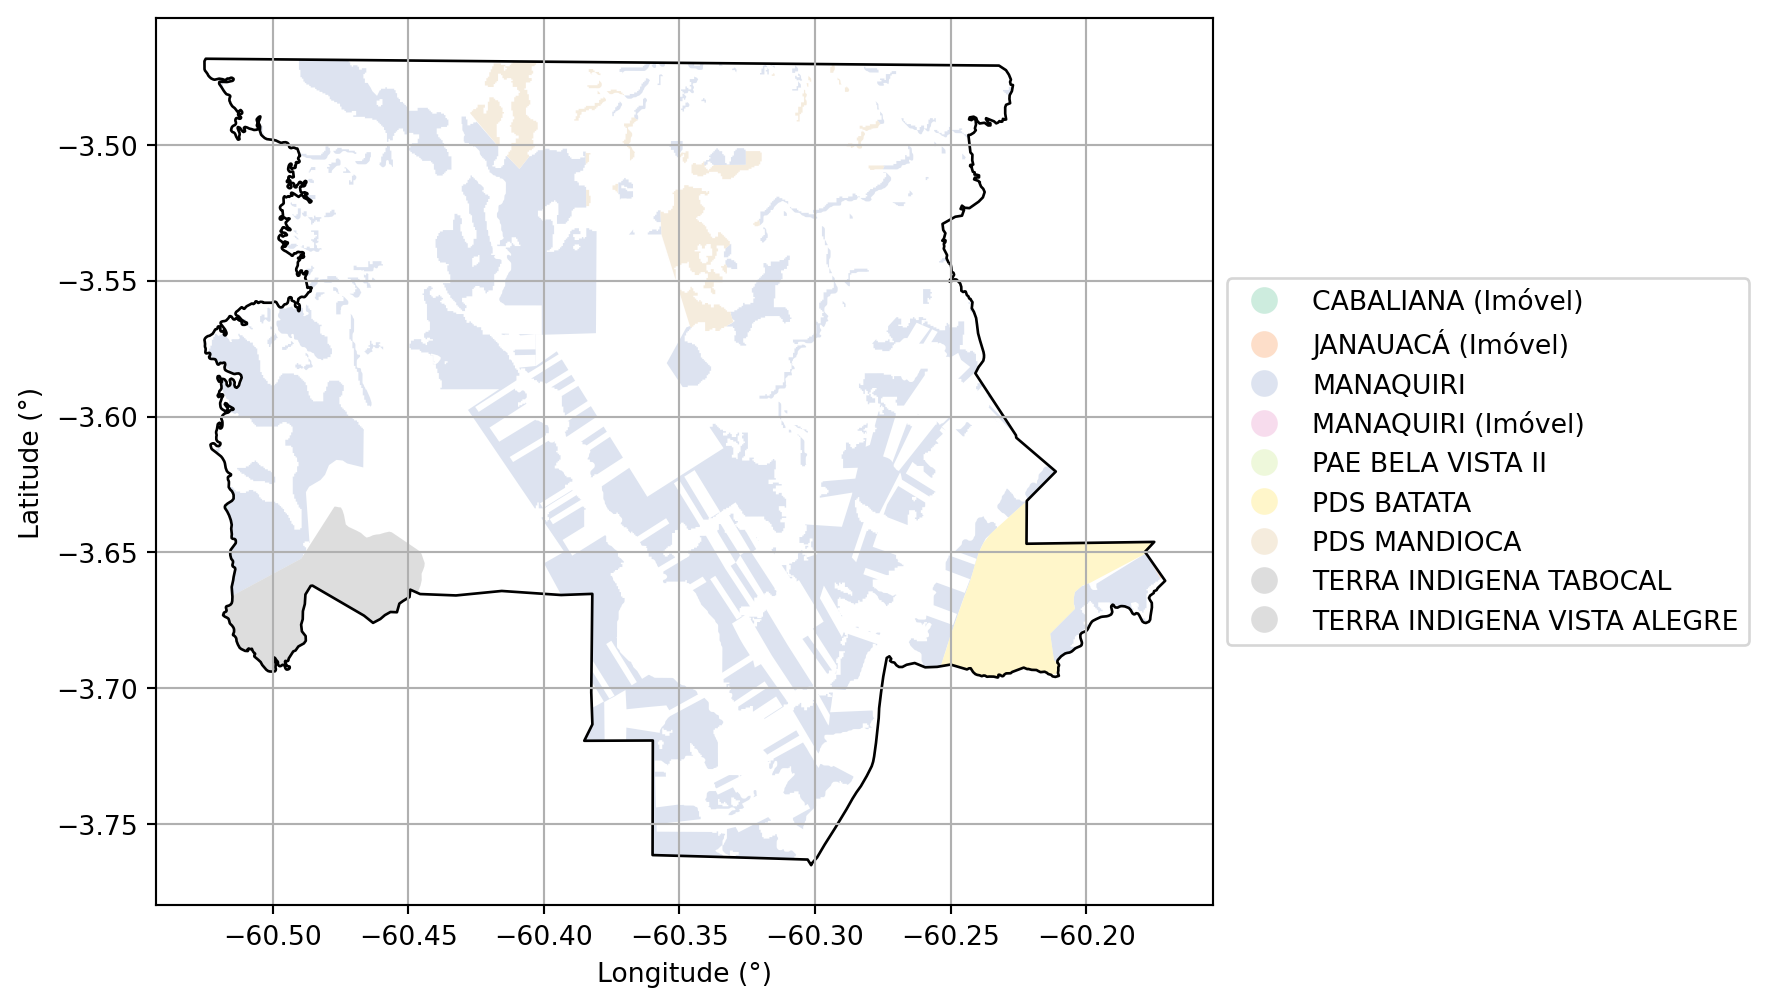 −3.50
−3.55
−3.60
−3.65
−3.70
−3.75
Latitude (°)
−60.50 −60.45 −60.40 −60.35 −60.30 −60.25 −60.20
Longitude (°)
CABALIANA (Imóvel)
JANAUACÁ (Imóvel)
MANAQUIRI
MANAQUIRI (Imóvel)
PAE BELA VISTA II
PDS BATATA
PDS MANDIOCA
TERRA INDIGENA TABOCAL
TERRA INDIGENA VISTA ALEGRE